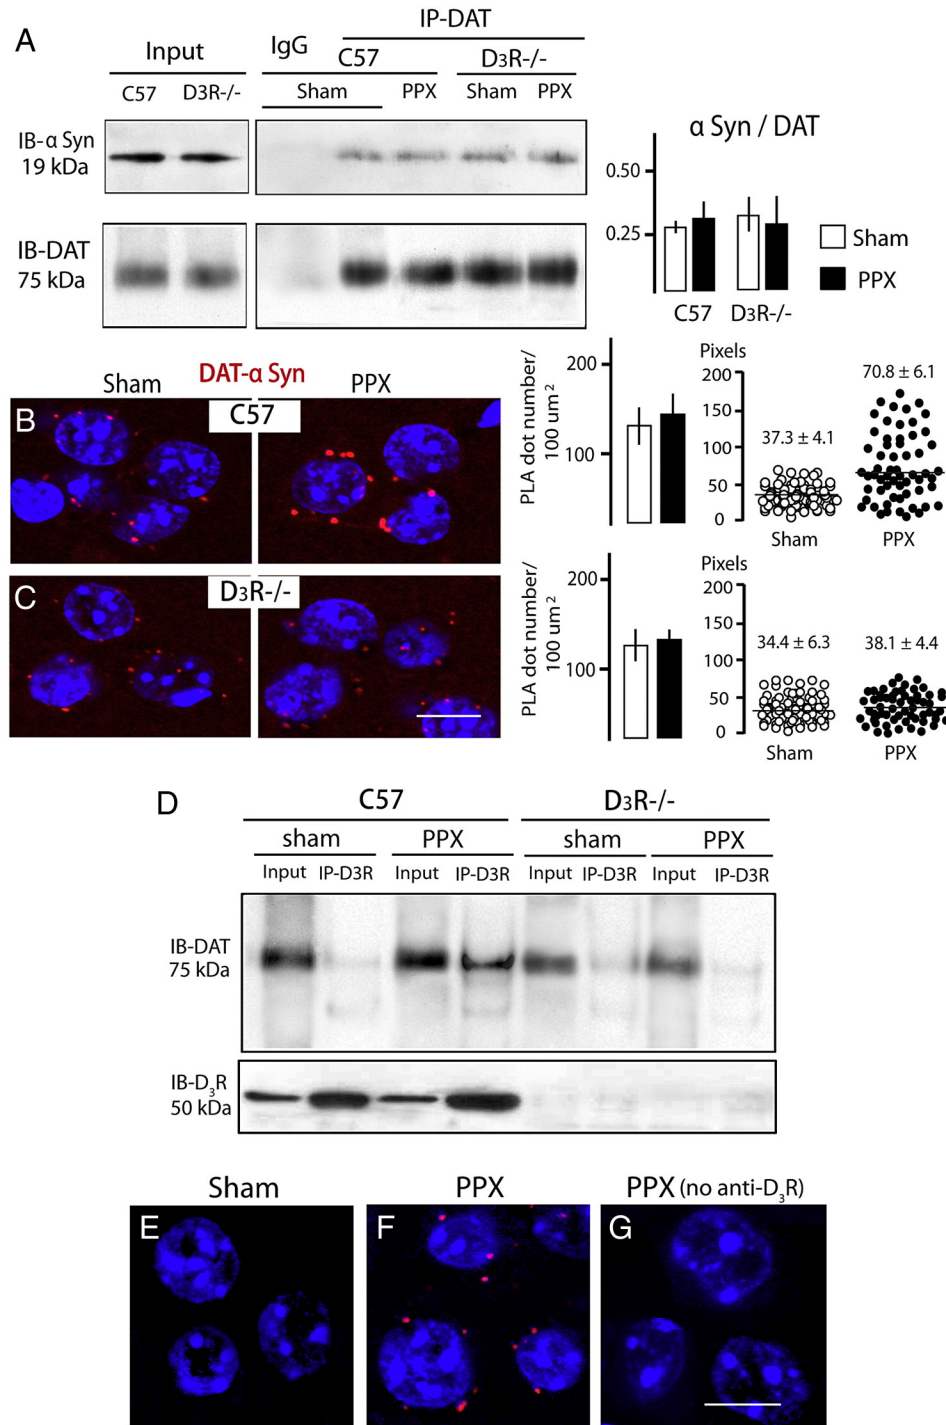 A
Input
IgG
IP-DAT
C57
D3R-/-
C57
D3R-/-
Sham
PPX
Sham
PPX
IB-α Syn
19 kDa
IB-DAT
75 kDa
α Syn / DAT
0.50
0.25
C57
D3R-/-
Sham
PPX
DAT-α Syn
Sham
PPX
B
C57
C
D3R-/-
PLA dot number/
100 um²
200
100
Pixels
200
150
100
50
0
37.3 ± 4.1
70.8 ± 6.1
Sham
PPX
PLA dot number/
100 um²
200
100
Pixels
200
150
100
50
0
34.4 ± 6.3
38.1 ± 4.4
Sham
PPX
D
C57
D3R-/-
sham
PPX
sham
PPX
Input IP-D3R Input IP-D3R Input IP-D3R Input IP-D3R
IB-DAT
75 kDa
IB-D₃R
50 kDa
Sham
PPX
PPX (no anti-D₃R)
E
F
G